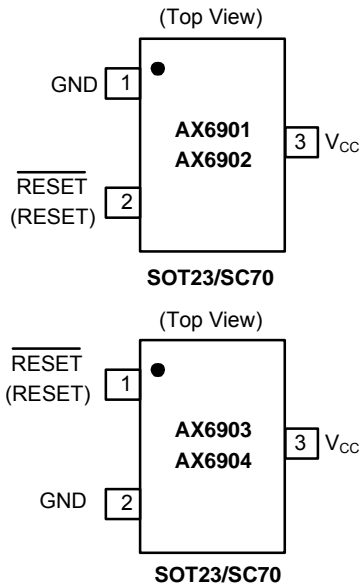 (Top View)
GND 1
AX6901
AX6902
3 VCC
RESET
(RESET)
2
SOT23/SC70
(Top View)
RESET
(RESET)
1
AX6903
AX6904
3 VCC
GND 2
SOT23/SC70